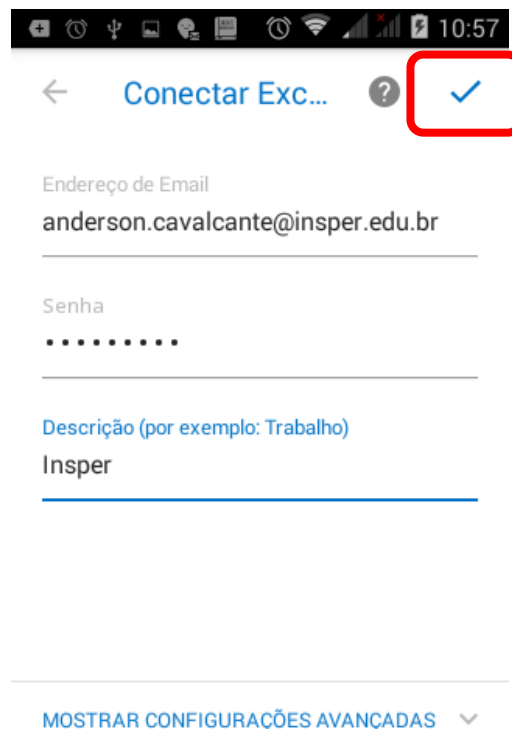 10:57
Conectar Exc...
Endereço de Email
anderson.cavalcante@insper.edu.br
Senha
•••••••••
Descrição (por exemplo: Trabalho)
Insper
MOSTRAR CONFIGURAÇÕES AVANÇADAS